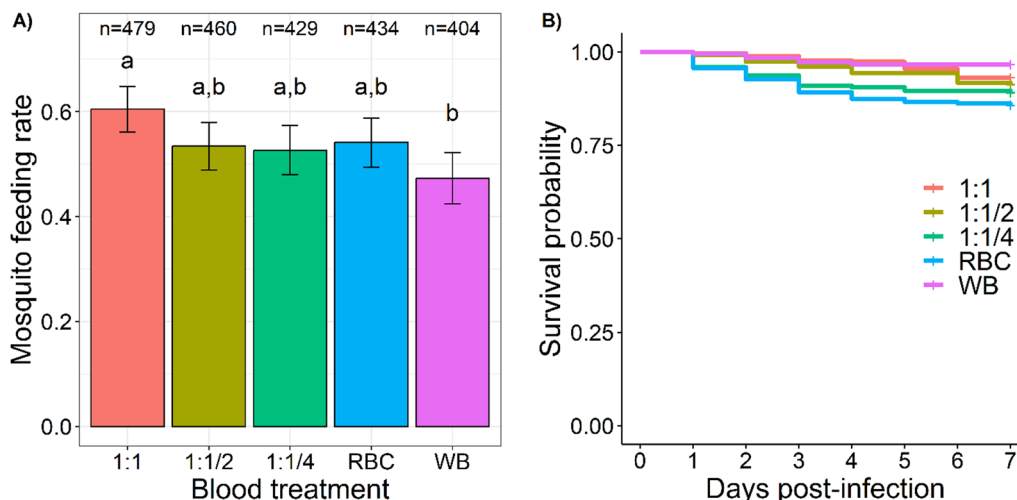 A)
n=479 n=460 n=429 n=434 n=404
a
a,b a,b a,b
b
Mosquito feeding rate
0.6
0.4
0.2
0.0
1:1 1:1/2 1:1/4 RBC WB
Blood treatment
B)
Survival probability
1.00
0.75
0.50
0.25
0.00
1:1
1:1/2
1:1/4
RBC
WB
0 1 2 3 4 5 6 7
Days post-infection